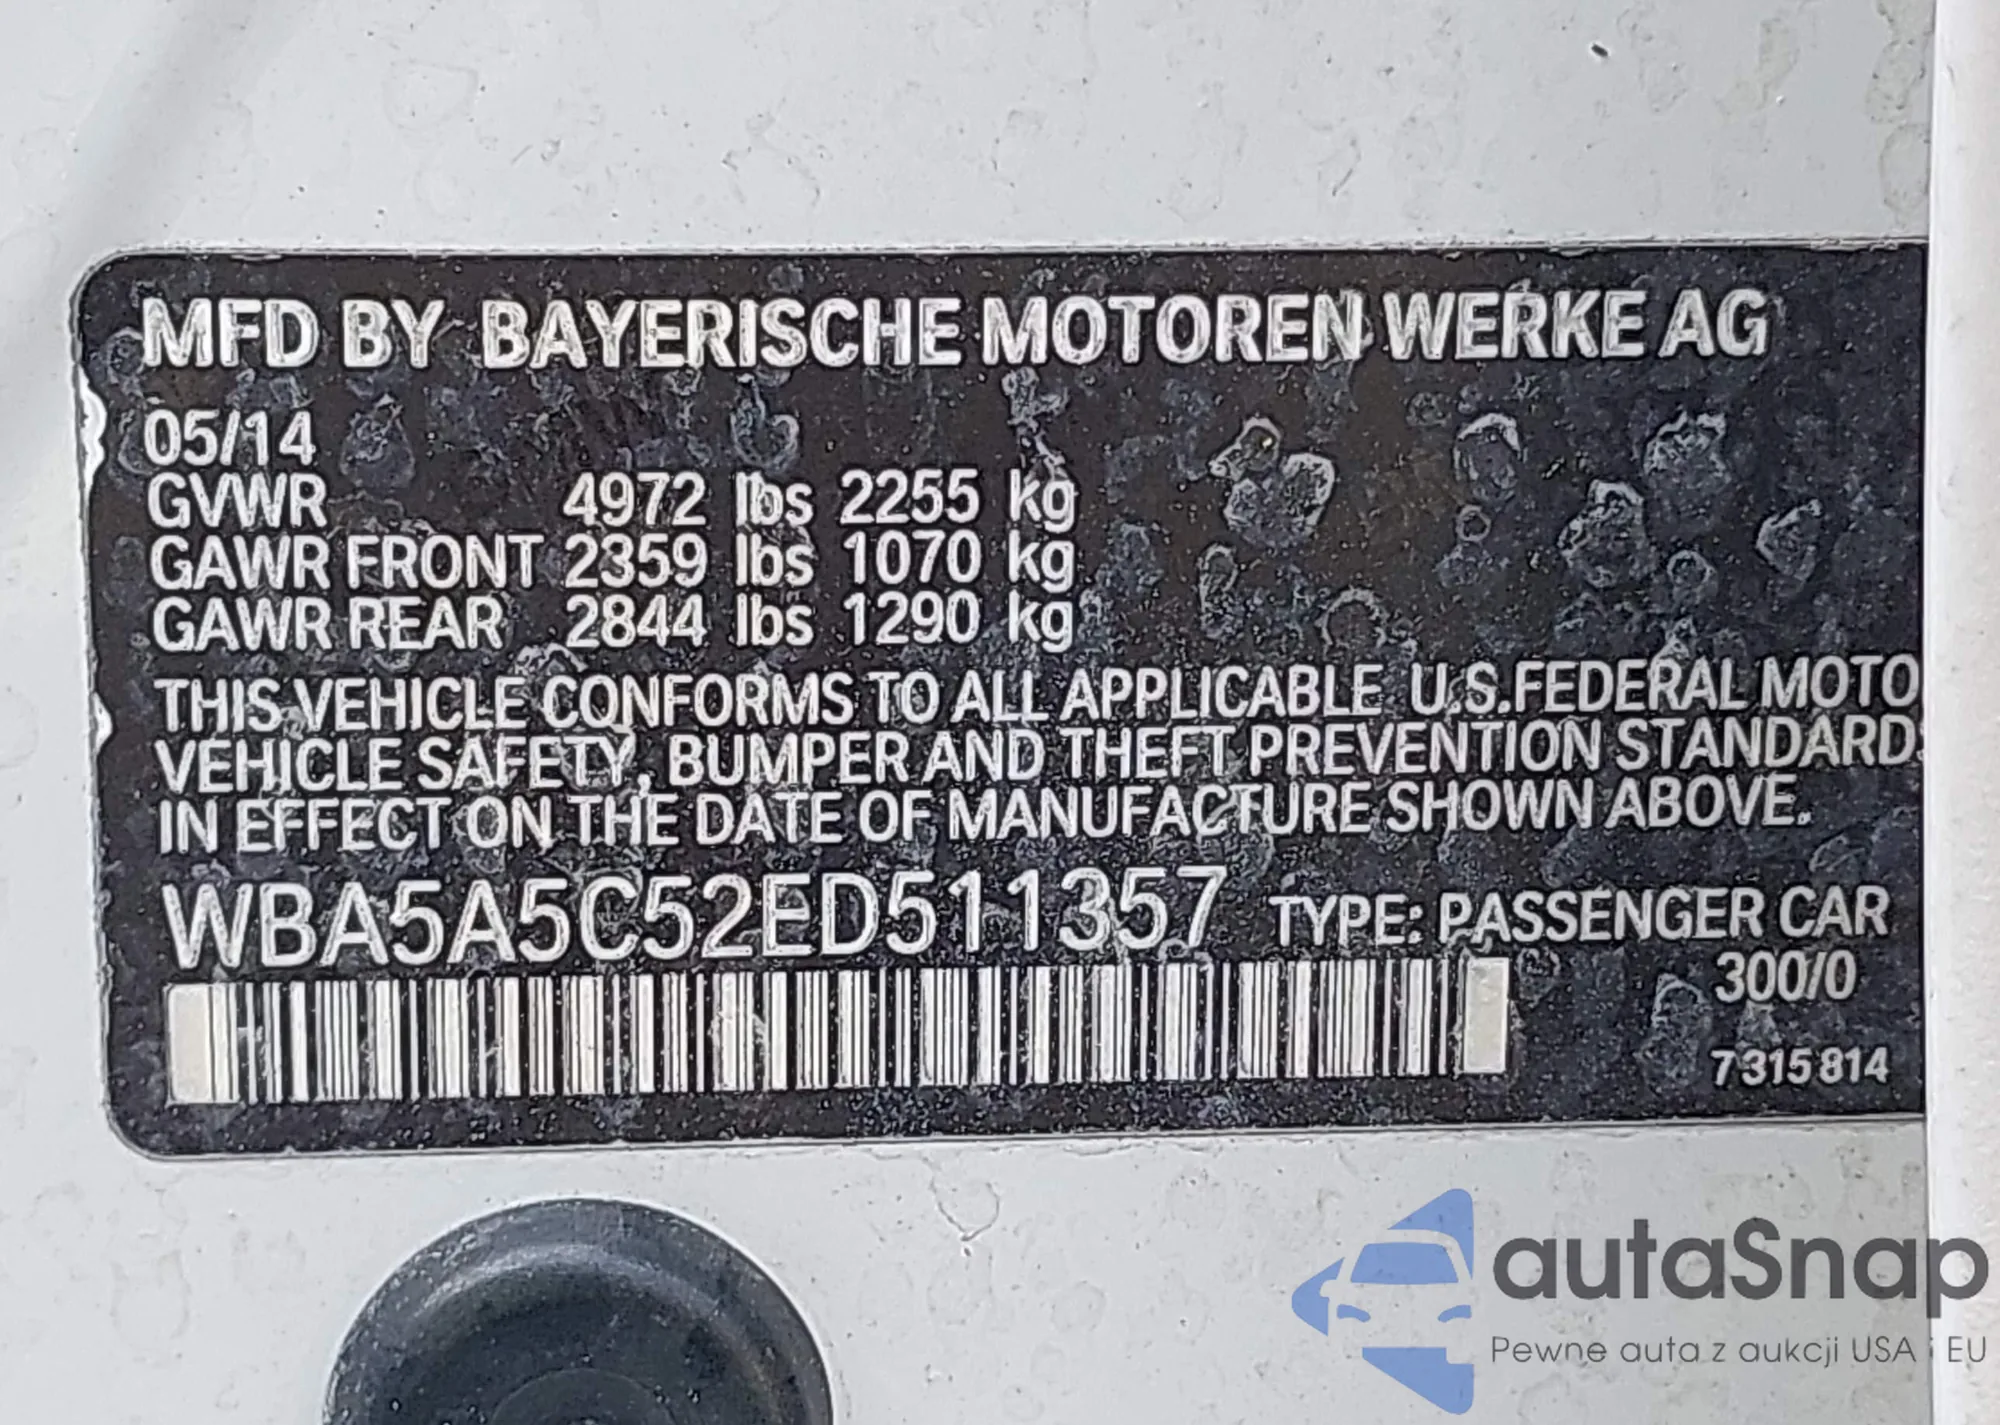 MFD BY BAYERISCHE MOTOREN WERKE AG
05/14
GVWR 4972 lbs 2255 kg
GAWR FRONT 2359 lbs 1070 kg
GAWR REAR 2844 lbs 1290 kg
THIS VEHICLE CONFORMS TO ALL APPLICABLE U.S.FEDERAL MOTO
VEHICLE SAFETY, BUMPER AND THEFT PREVENTION STANDARD
IN EFFECT ON THE DATE OF MANUFACTURE SHOWN ABOVE.
WBA5A5C52ED511357 TYPE: PASSENGER CAR
300/0
7315814
autaSnap
Pewne auta z aukcji USA i EU